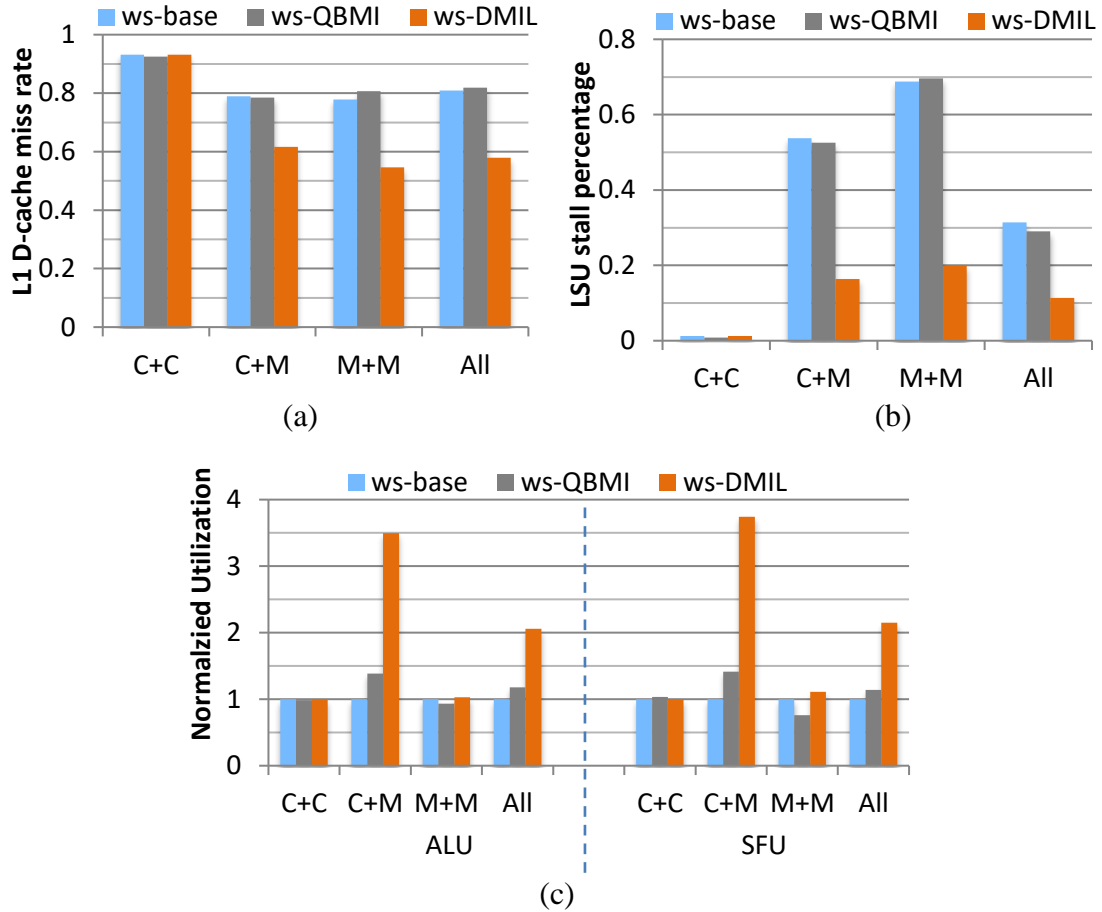 ws-base ws-QBMI ws-DMIL
L1 D-cache miss rate
1
0.8
0.6
0.4
0.2
0
C+C C+M M+M All
(a)
ws-base ws-QBMI ws-DMIL
LSU stall percentage
0.8
0.6
0.4
0.2
0
C+C C+M M+M All
(b)
ws-base ws-QBMI ws-DMIL
Normalzied Utilization
4
3
2
1
0
C+C C+M M+M All C+C C+M M+M All
ALU SFU
(c)